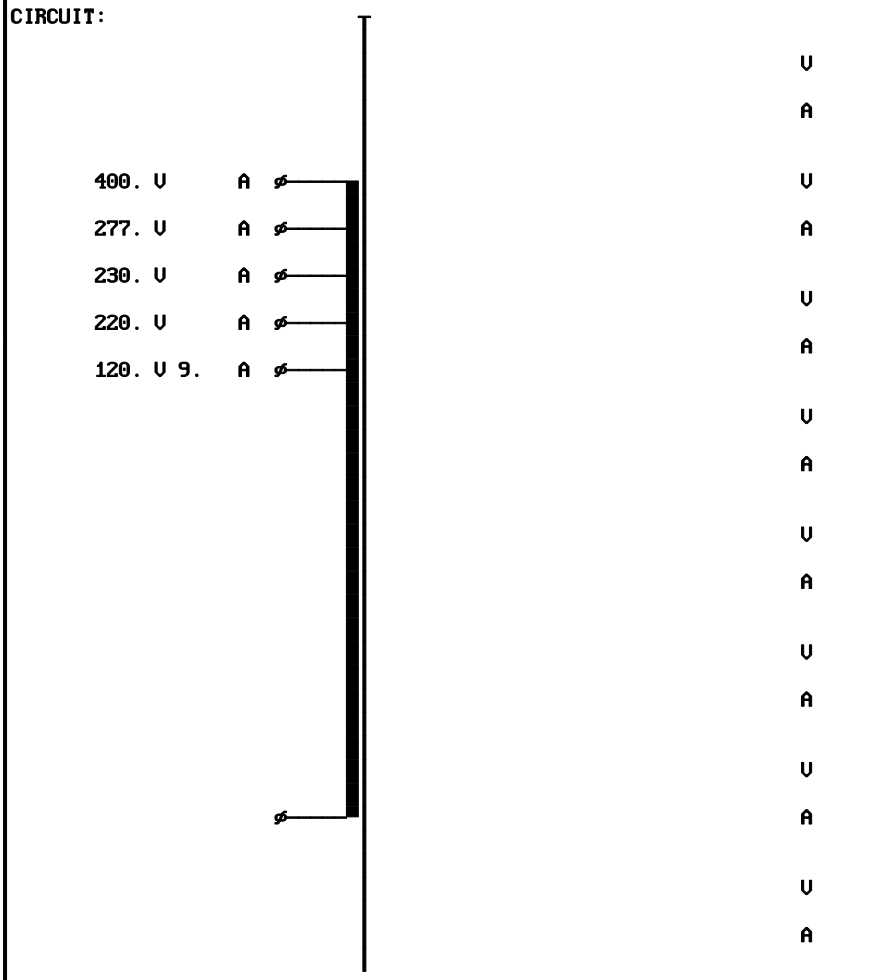 CIRCUIT:
V
A
400. V A ø V
277. V A ø A
230. V A ø
V
220. V A ø
A
120. V 9. A ø
V
A
V
A
V
A
V
ø A
V
A